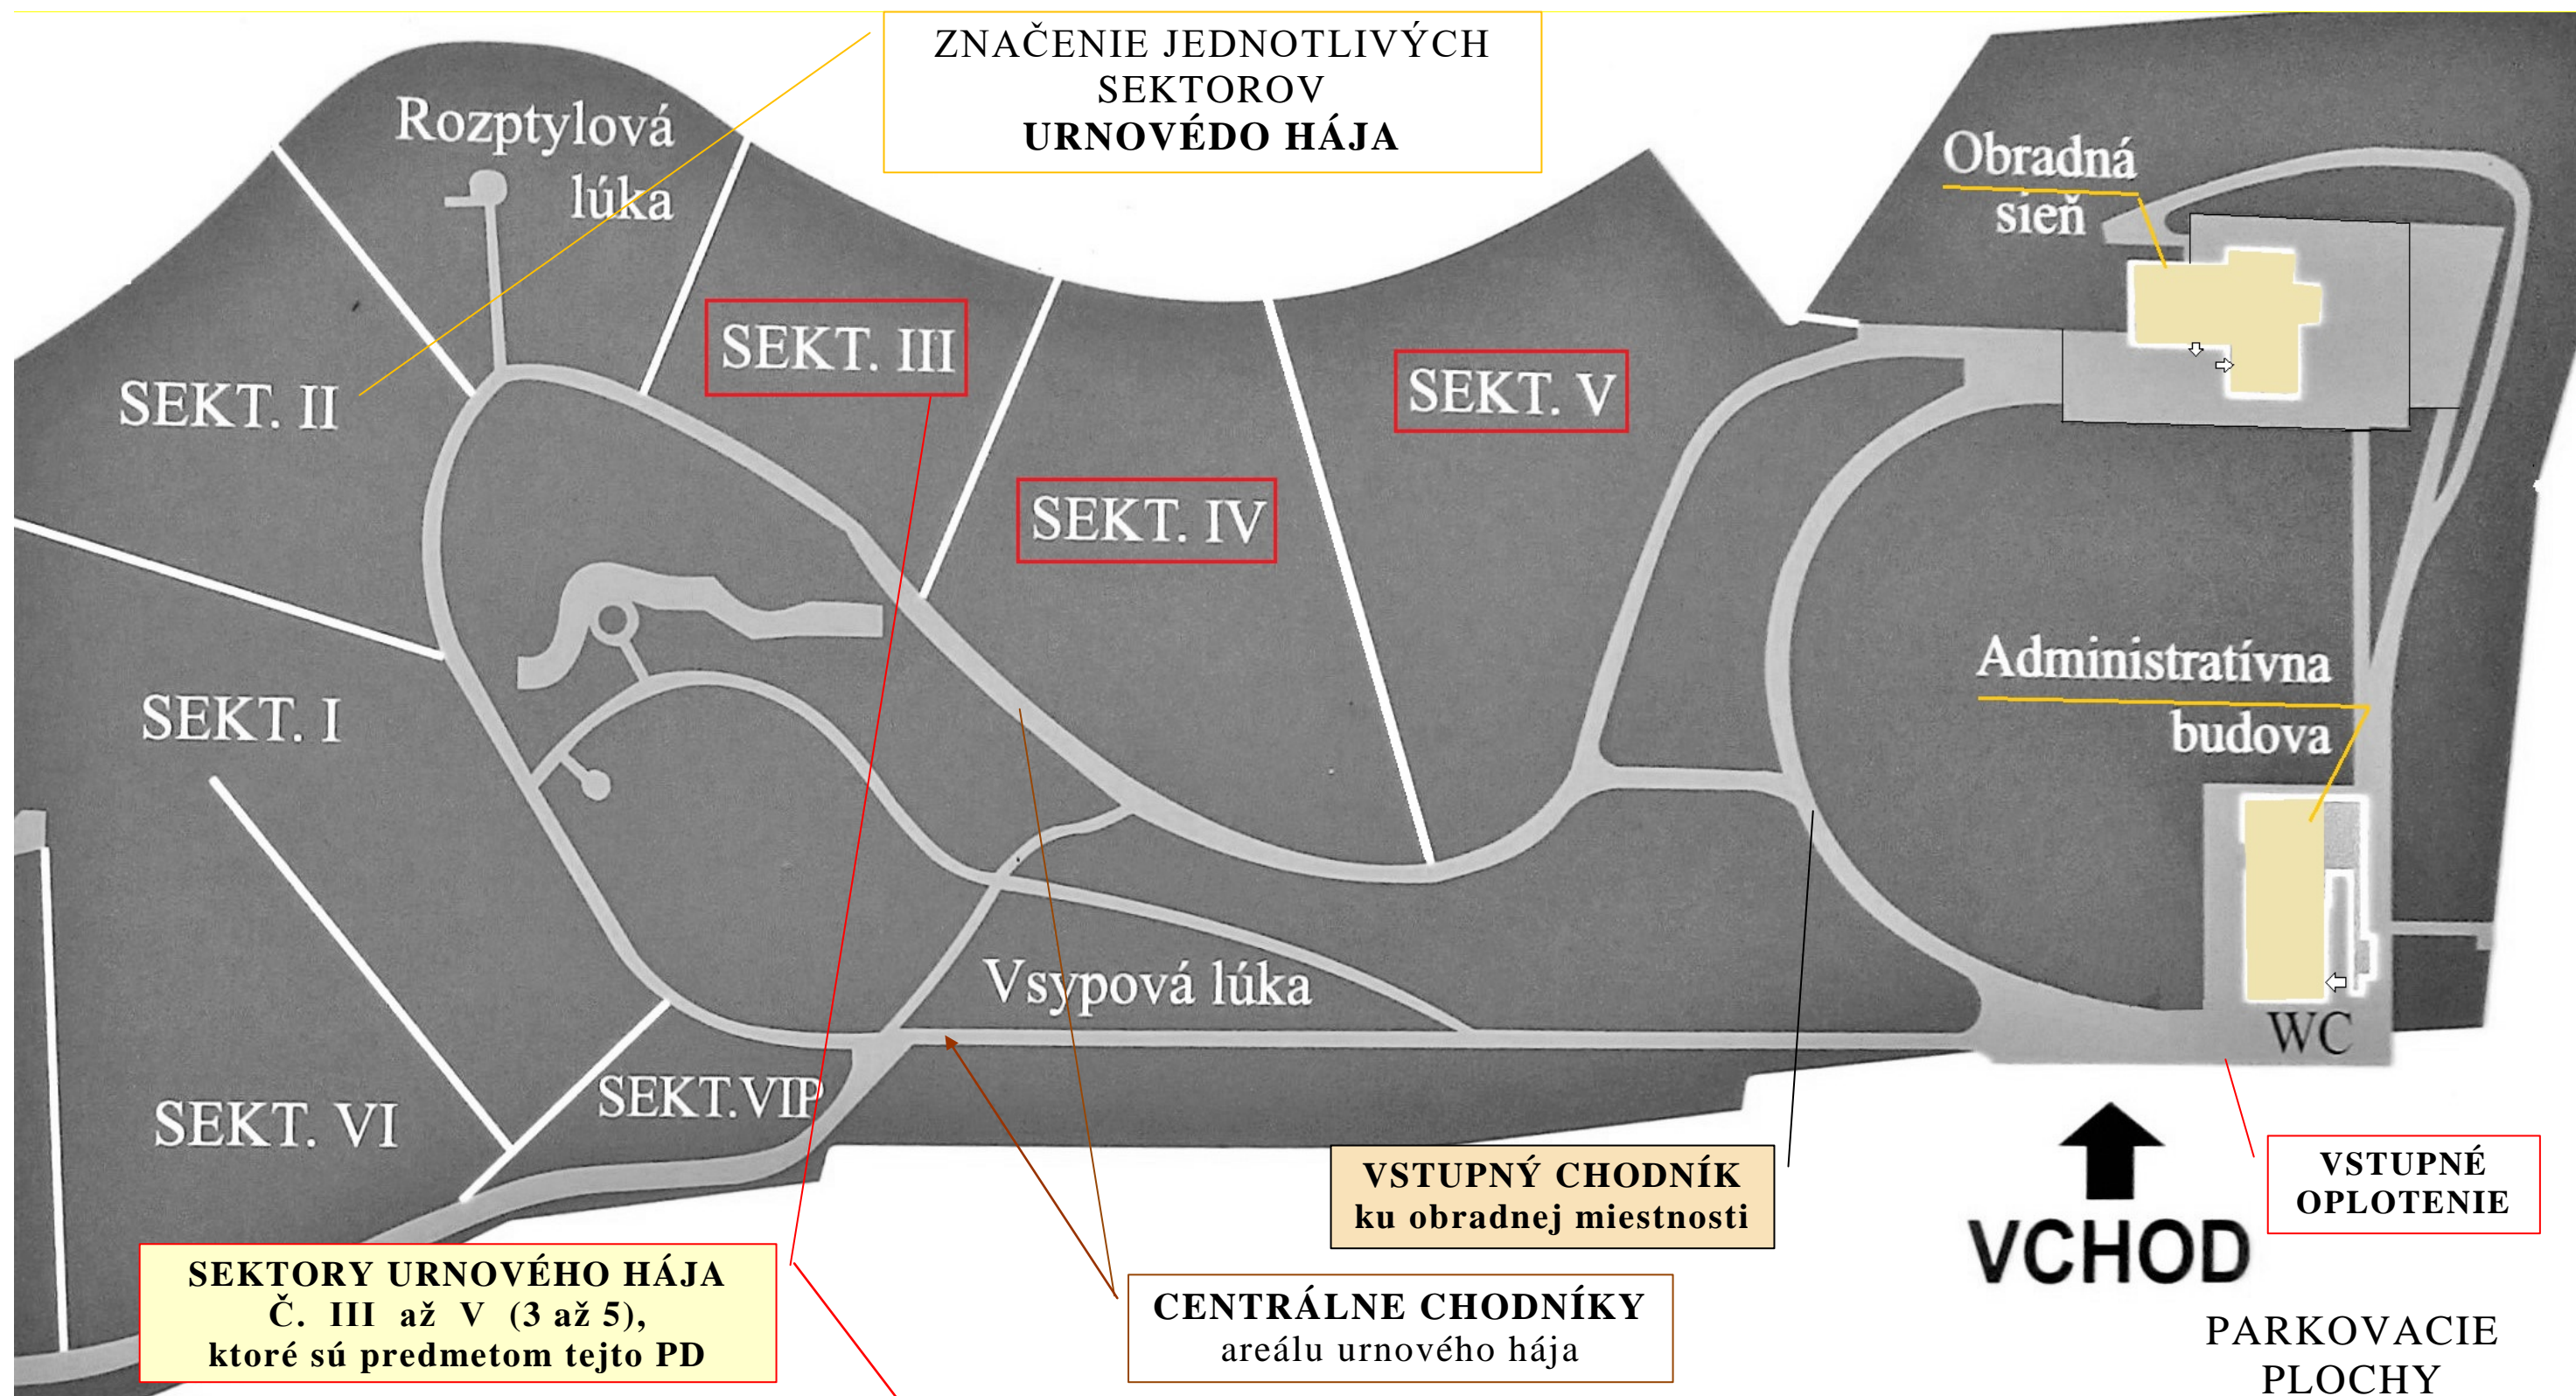 ZNAČENIE JEDNOTLIVÝCH
SEKTOROV
URNOVÉDO HÁJA
Rozptylová
lúka
Obradná
sieň
SEKT. III
SEKT. II
SEKT. V
SEKT. IV
SEKT. I
Administratívna
budova
Vsypová lúka
WC
SEKT. VI
SEKT.VIP
VSTUPNÝ CHODNÍK
ku obradnej miestnosti
VSTUPNÉ
OPLOTENIE
VCHOD
SEKTORY URNOVÉHO HÁJA
Č. III až V (3 až 5),
ktoré sú predmetom tejto PD
CENTRÁLNE CHODNÍKY
areálu urnového hája
PARKOVACIE
PLOCHY